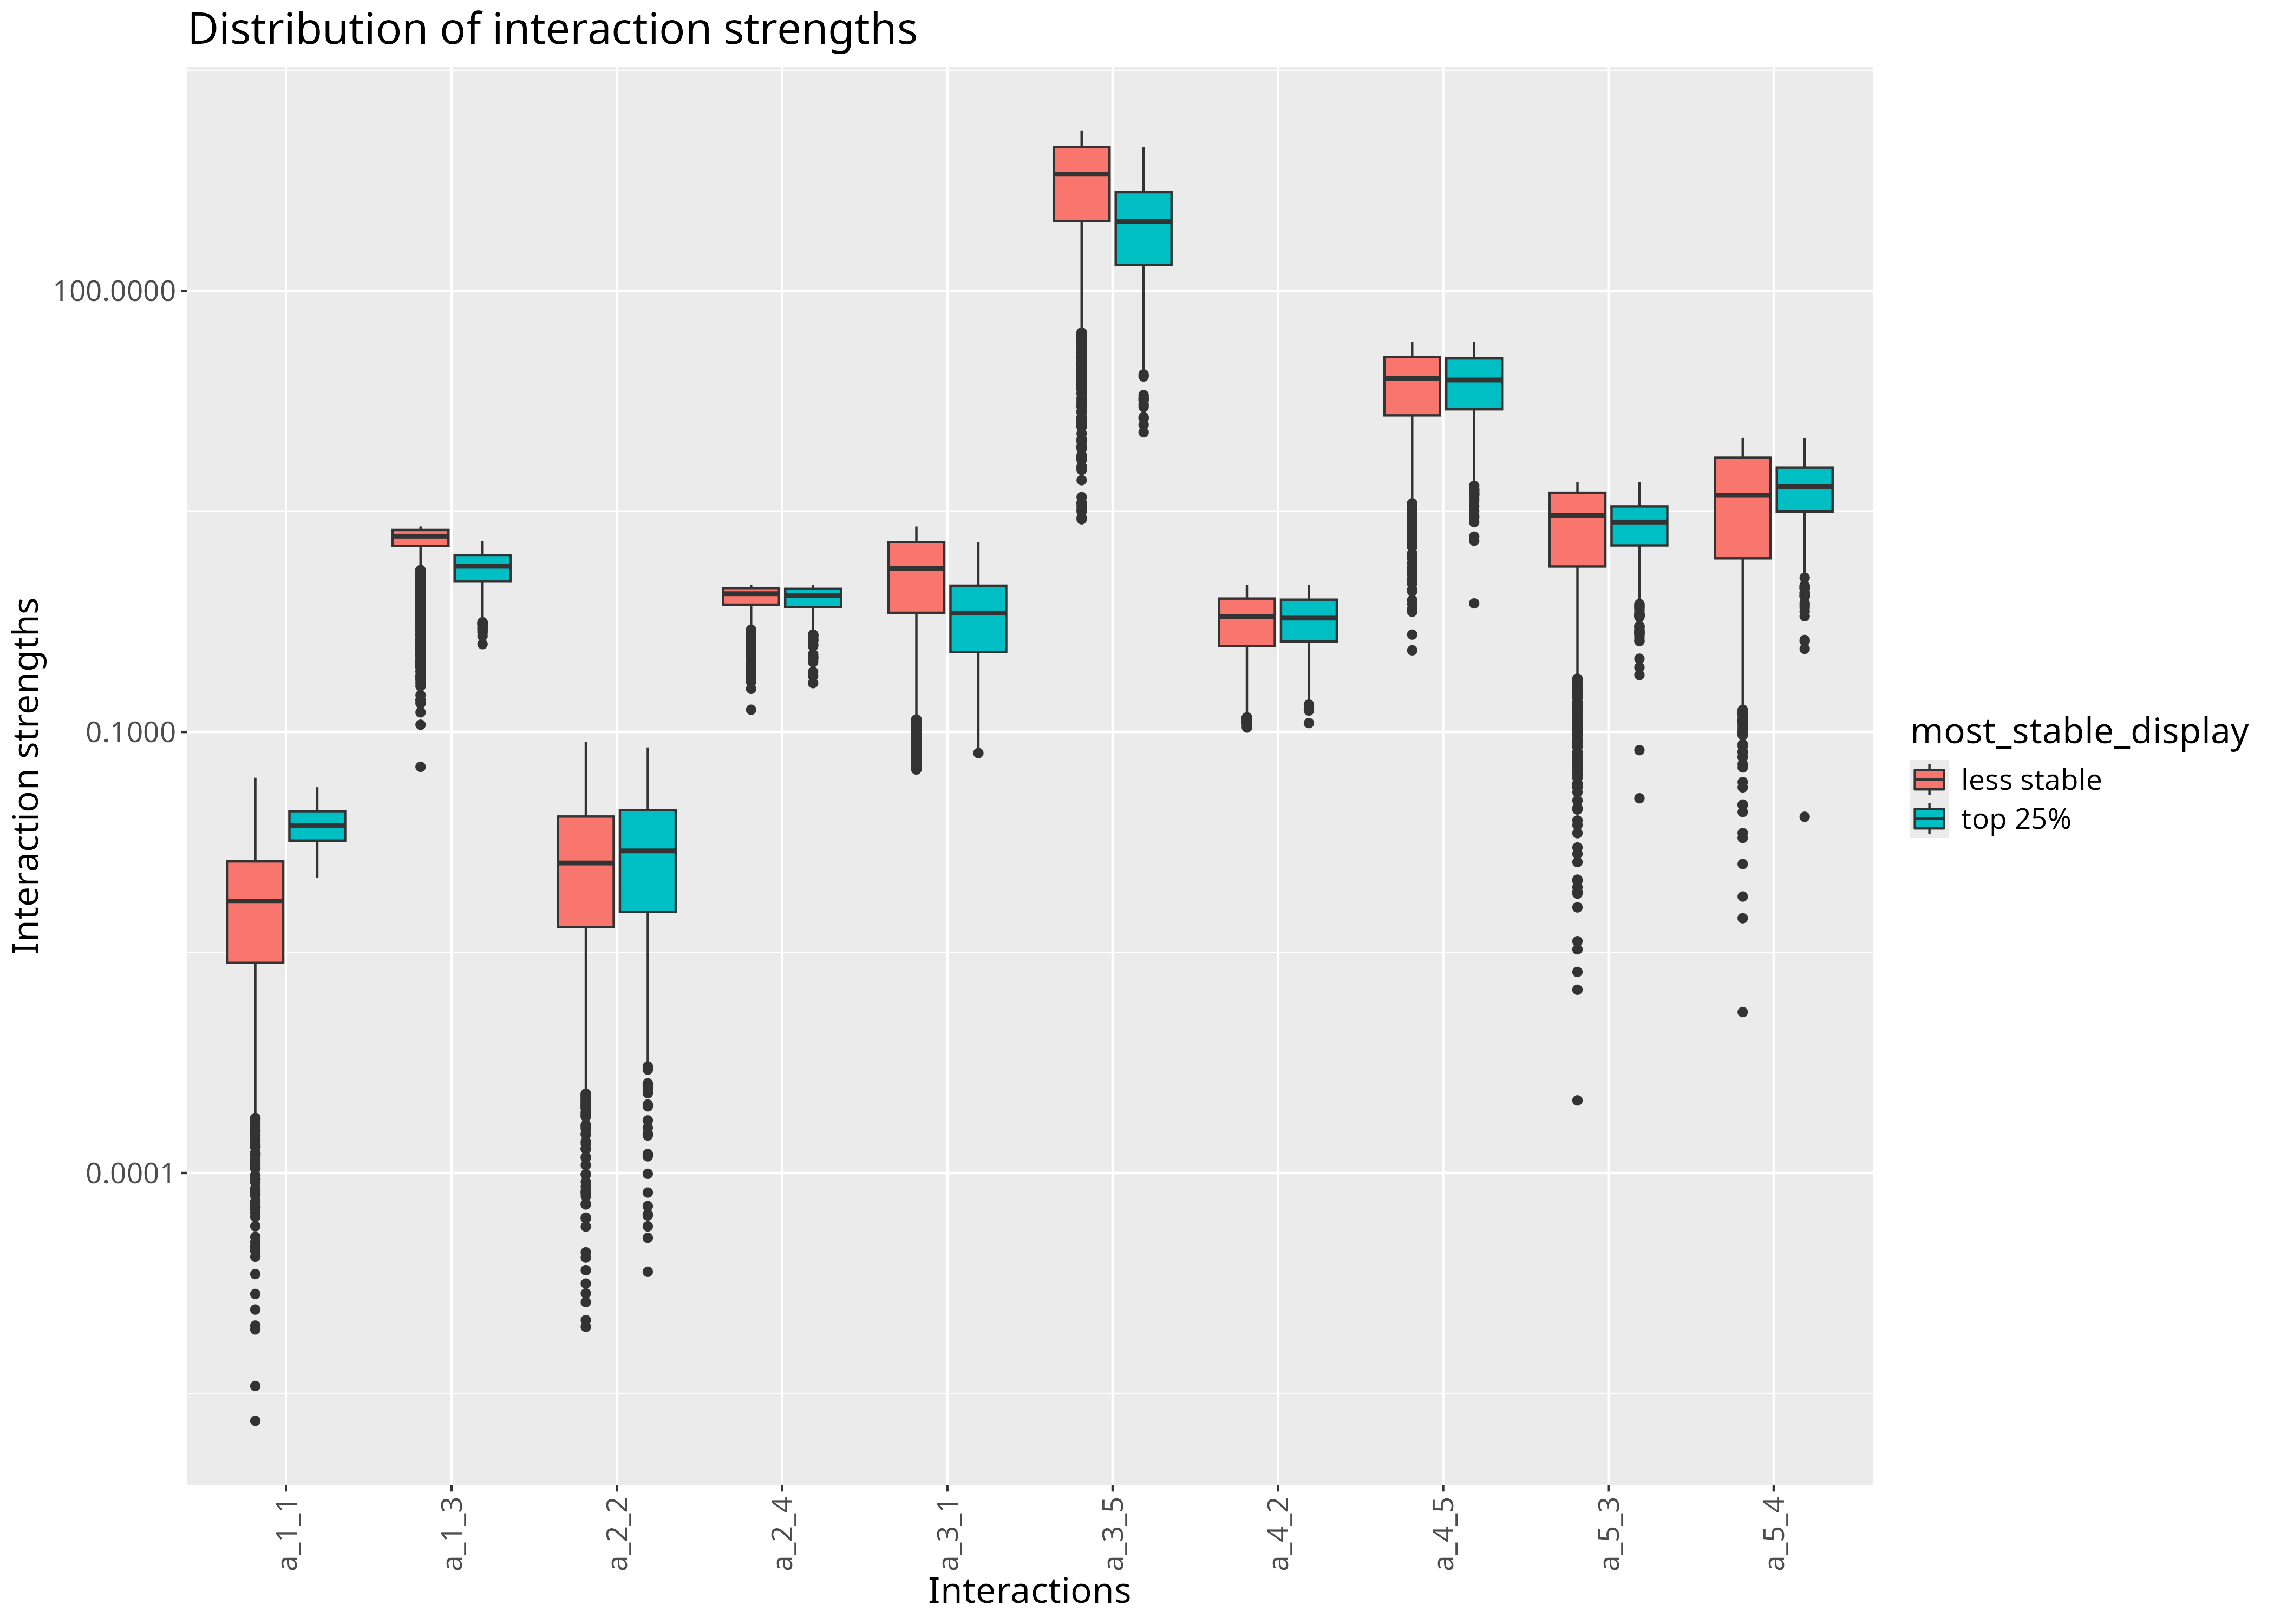 Distribution of interaction strengths
Interaction strengths
100.0000
0.1000
0.0001
a_1_1
a_1_3
a_2_2
a_2_4
a_3_1
a_3_5
a_4_2
a_4_5
a_5_3
a_5_4
Interactions
most_stable_display
less stable
top 25%